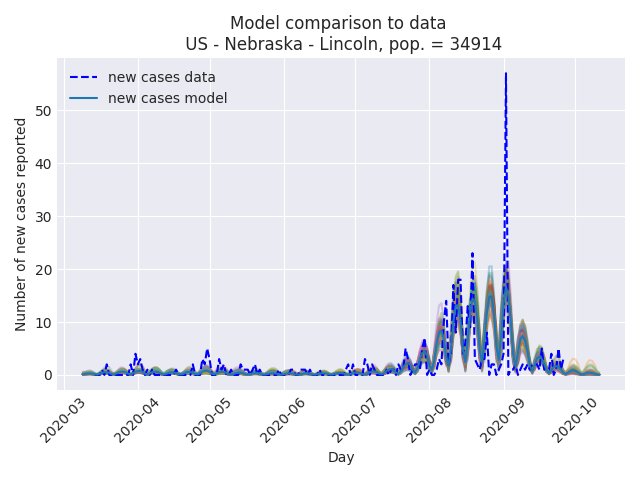 Model comparison to data
US - Nebraska - Lincoln, pop. = 34914
new cases data
new cases model
Number of new cases reported
50
40
30
20
10
0
2020-03
2020-04
2020-05
2020-06
2020-07
2020-08
2020-09
2020-10
Day